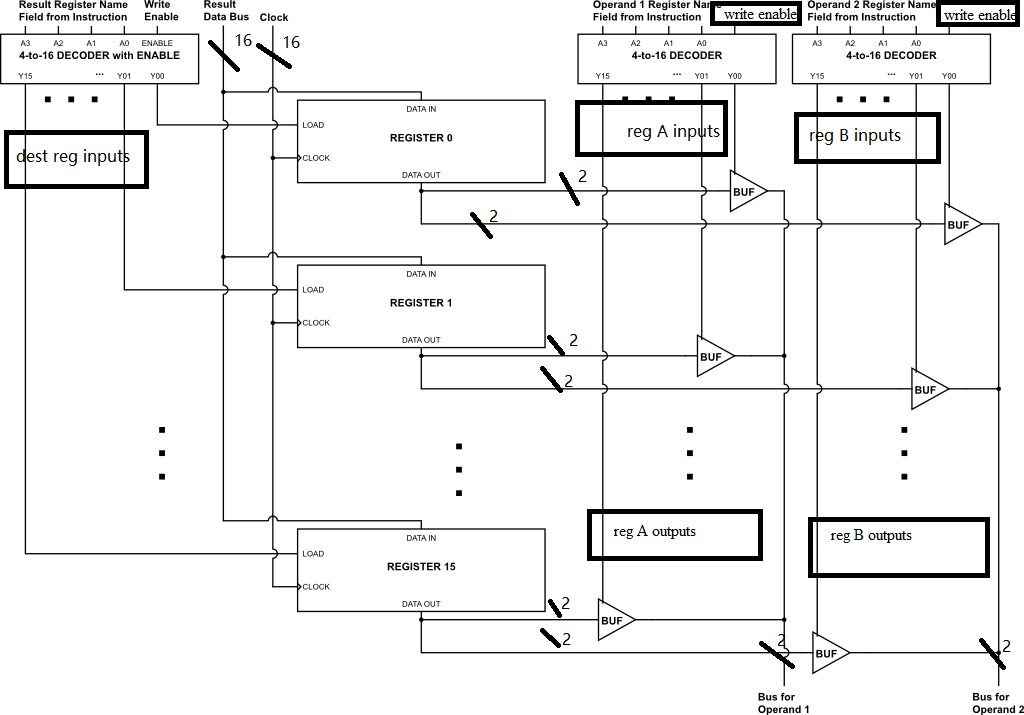 Result Register Name
Field from Instruction
Write
Enable
Result
Data Bus
Clock
Operand 1 Register Name
Field from Instruction
write enable
Operand 2 Register Name
Field from Instruction
write enable
16
16
A3 A2 A1 A0 ENABLE
4-to-16 DECODER with ENABLE
Y15 ... Y01 Y00
A3 A2 A1 A0
4-to-16 DECODER
Y15 ... Y01 Y00
A3 A2 A1 A0
4-to-16 DECODER
Y15 ... Y01 Y00
dest reg inputs
reg A inputs
reg B inputs
DATA IN
LOAD
REGISTER 0
CLOCK
DATA OUT
2
BUF
2
BUF
DATA IN
LOAD
REGISTER 1
CLOCK
DATA OUT
2
BUF
2
BUF
reg A outputs
reg B outputs
DATA IN
LOAD
REGISTER 15
CLOCK
DATA OUT
2
BUF
2
BUF
2
2
Bus for
Operand 1
Bus for
Operand 2